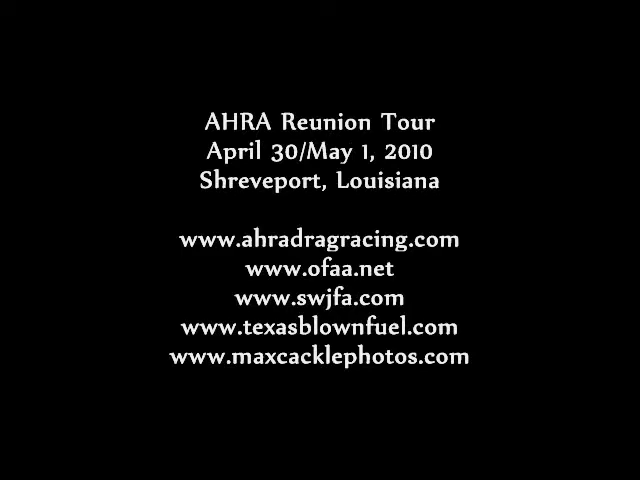 AHRA Reunion Tour
April 30/May 1, 2010
Shreveport, Louisiana
www.ahradragracing.com
www.ofaa.net
www.swjfa.com
www.texasblownfuel.com
www.maxcacklephotos.com